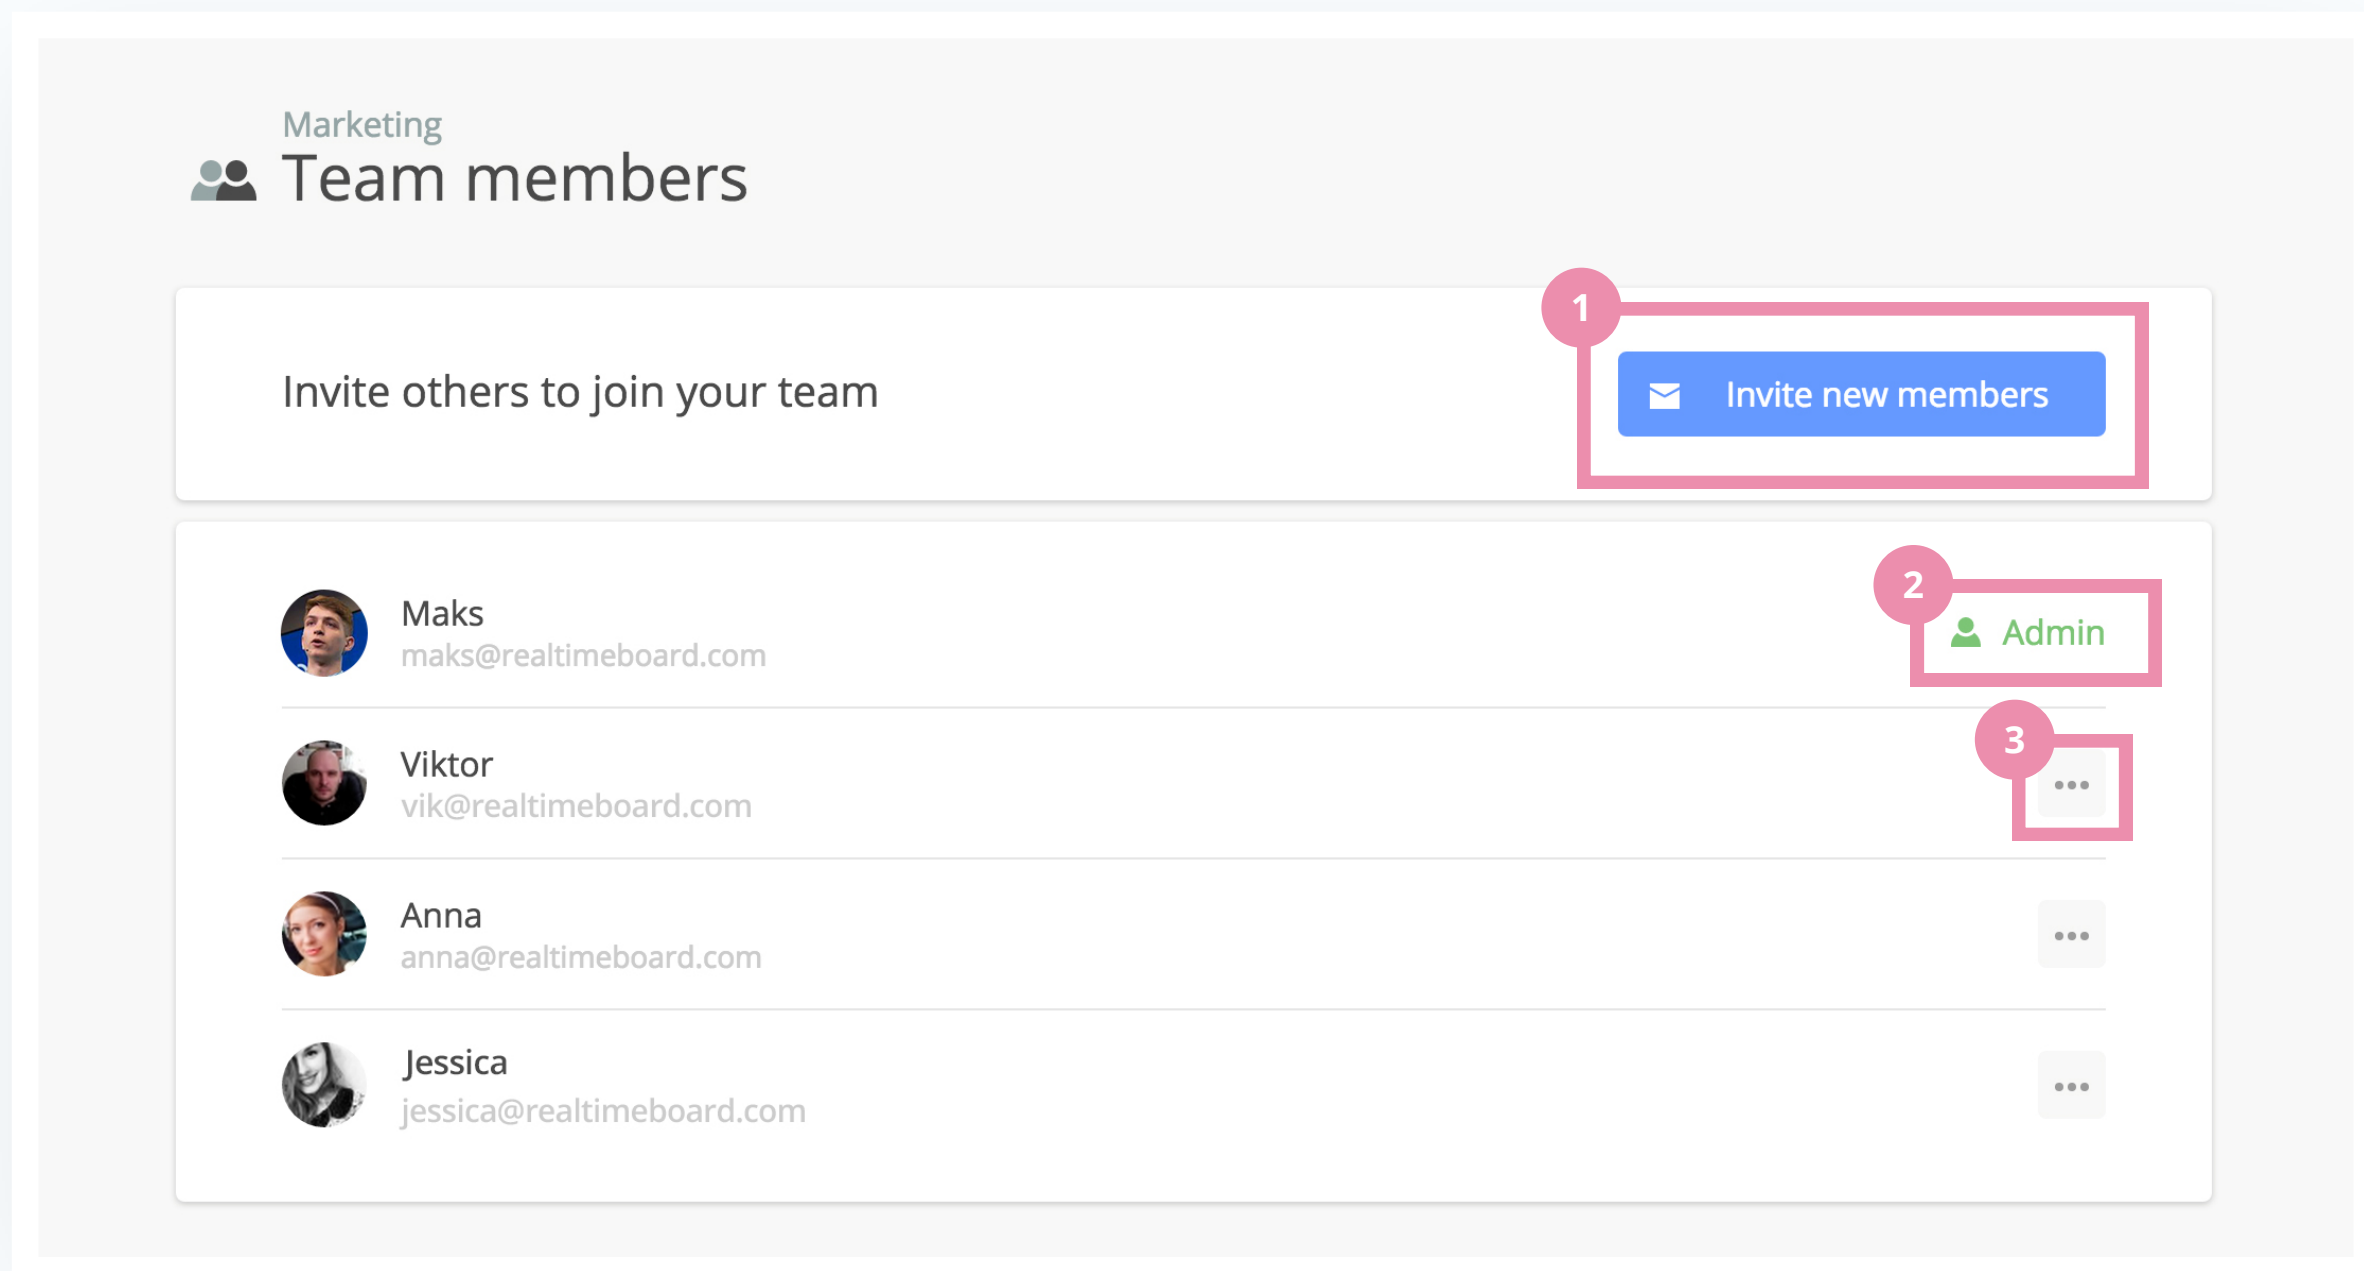 Marketing
Team members
1
Invite others to join your team
Invite new members
2
Maks
Admin
maks@realtimeboard.com
3
Viktor
vik@realtimeboard.com
Anna
anna@realtimeboard.com
Jessica
jessica@realtimeboard.com